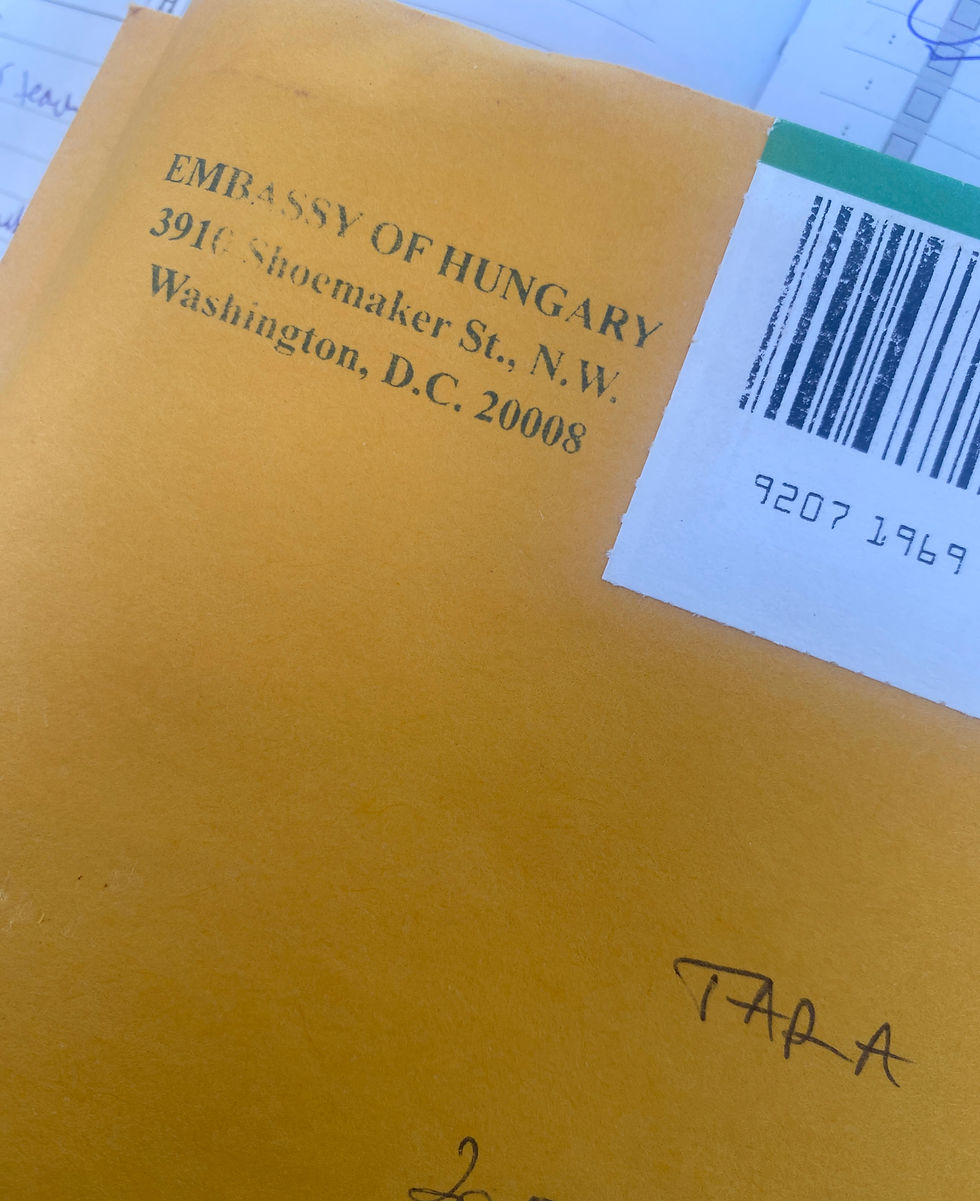 EMBASSY OF HUNGARY
3910 Shoemaker St., N.W.
Washington, D.C. 20008
9207 1969
TARA